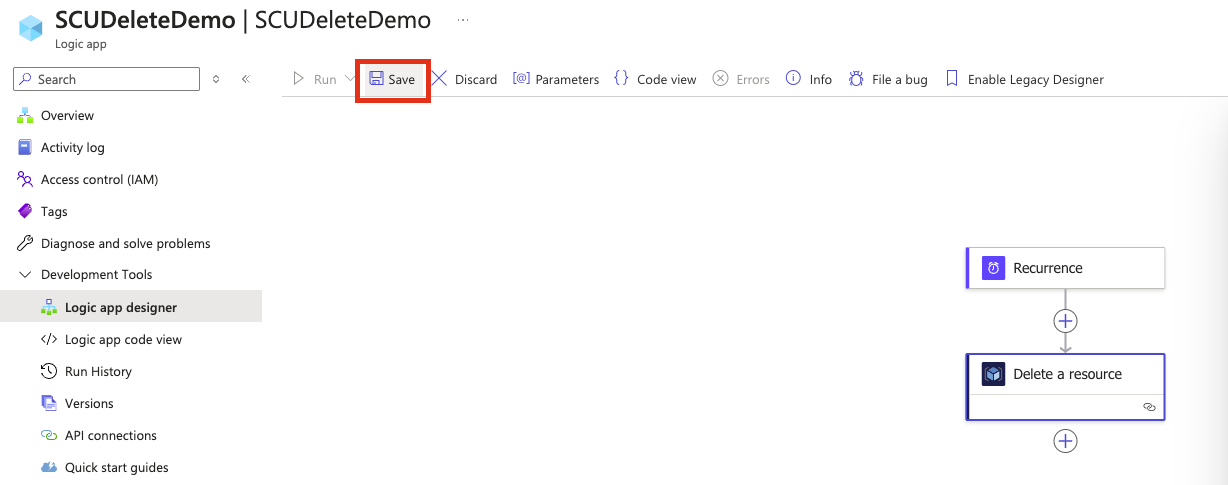 SCUDeleteDemo | SCUDeleteDemo ...
Logic app
Search
Run Save Discard Parameters Code view Errors Info File a bug Enable Legacy Designer
Overview
Activity log
Access control (IAM)
Tags
Diagnose and solve problems
Development Tools
Logic app designer
Logic app code view
Run History
Versions
API connections
Quick start guides
Recurrence
Delete a resource